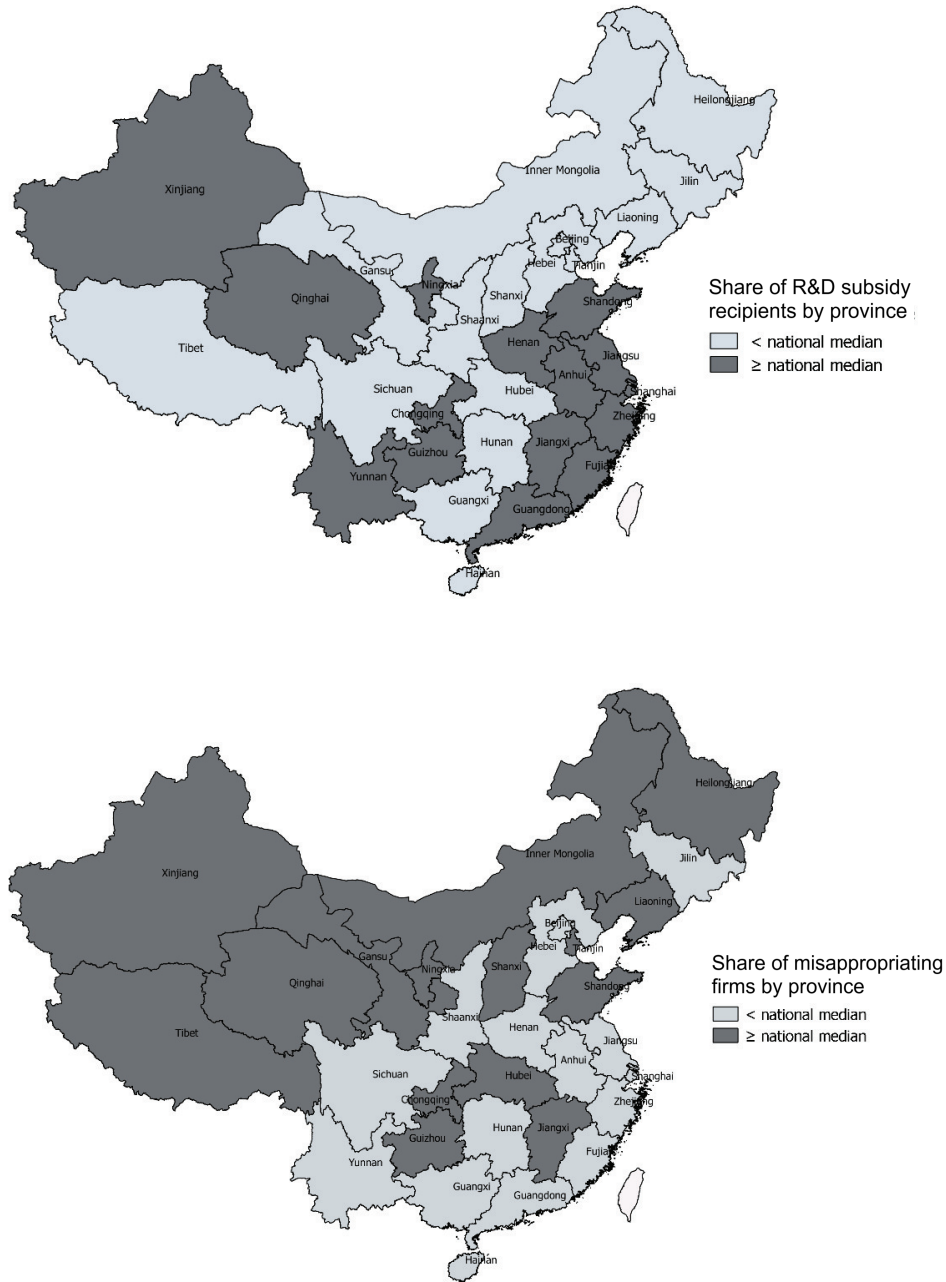 Heilongjiang
Xinjiang
Inner Mongolia
Jilin
Liaoning
Beijing
Hebei
Tianjin
Gansu
Ningxia
Qinghai
Shanxi
Shandong
Shaanxi
Share of R&D subsidy
recipients by province
< national median
≥ national median
Henan
Tibet
Jiangsu
Anhui
Sichuan
Hubei
Shanghai
Chongqing
Zhejiang
Hunan
Jiangxi
Guizhou
Fujian
Yunnan
Guangxi
Guangdong
Hainan
Heilongjiang
Inner Mongolia
Jilin
Xinjiang
Liaoning
Beijing
Hebei
Tianjin
Gansu
Ningxia
Shanxi
Qinghai
Shandong
Share of misappropriating
firms by province
< national median
≥ national median
Shaanxi
Henan
Tibet
Jiangsu
Anhui
Sichuan
Hubei
Shanghai
Chongqing
Zhejiang
Hunan
Jiangxi
Guizhou
Fujian
Yunnan
Guangxi
Guangdong
Hainan